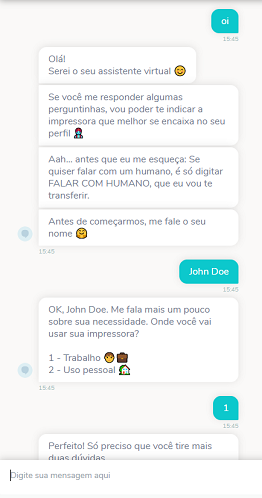 oi
15:45
Olá!
Serei o seu assistente virtual 😊
Se você me responder algumas
perguntinhas, vou poder te indicar a
impressora que melhor se encaixa no seu
perfil
Aah... antes que eu me esqueça: Se
quiser falar com um humano, é só digitar
FALAR COM HUMANO, que eu vou te
transferir.
Antes de começarmos, me fale o seu
nome 🤗
15:45
John Doe
15:45
OK, John Doe. Me fala mais um pouco
sobre sua necessidade. Onde você vai
usar sua impressora?
1 - Trabalho 👨💼
2 - Uso pessoal 🏠
15:45
1
15:45
Perfeito! Só preciso que você tire mais
duas dúvidas
Digite sua mensagem aqui